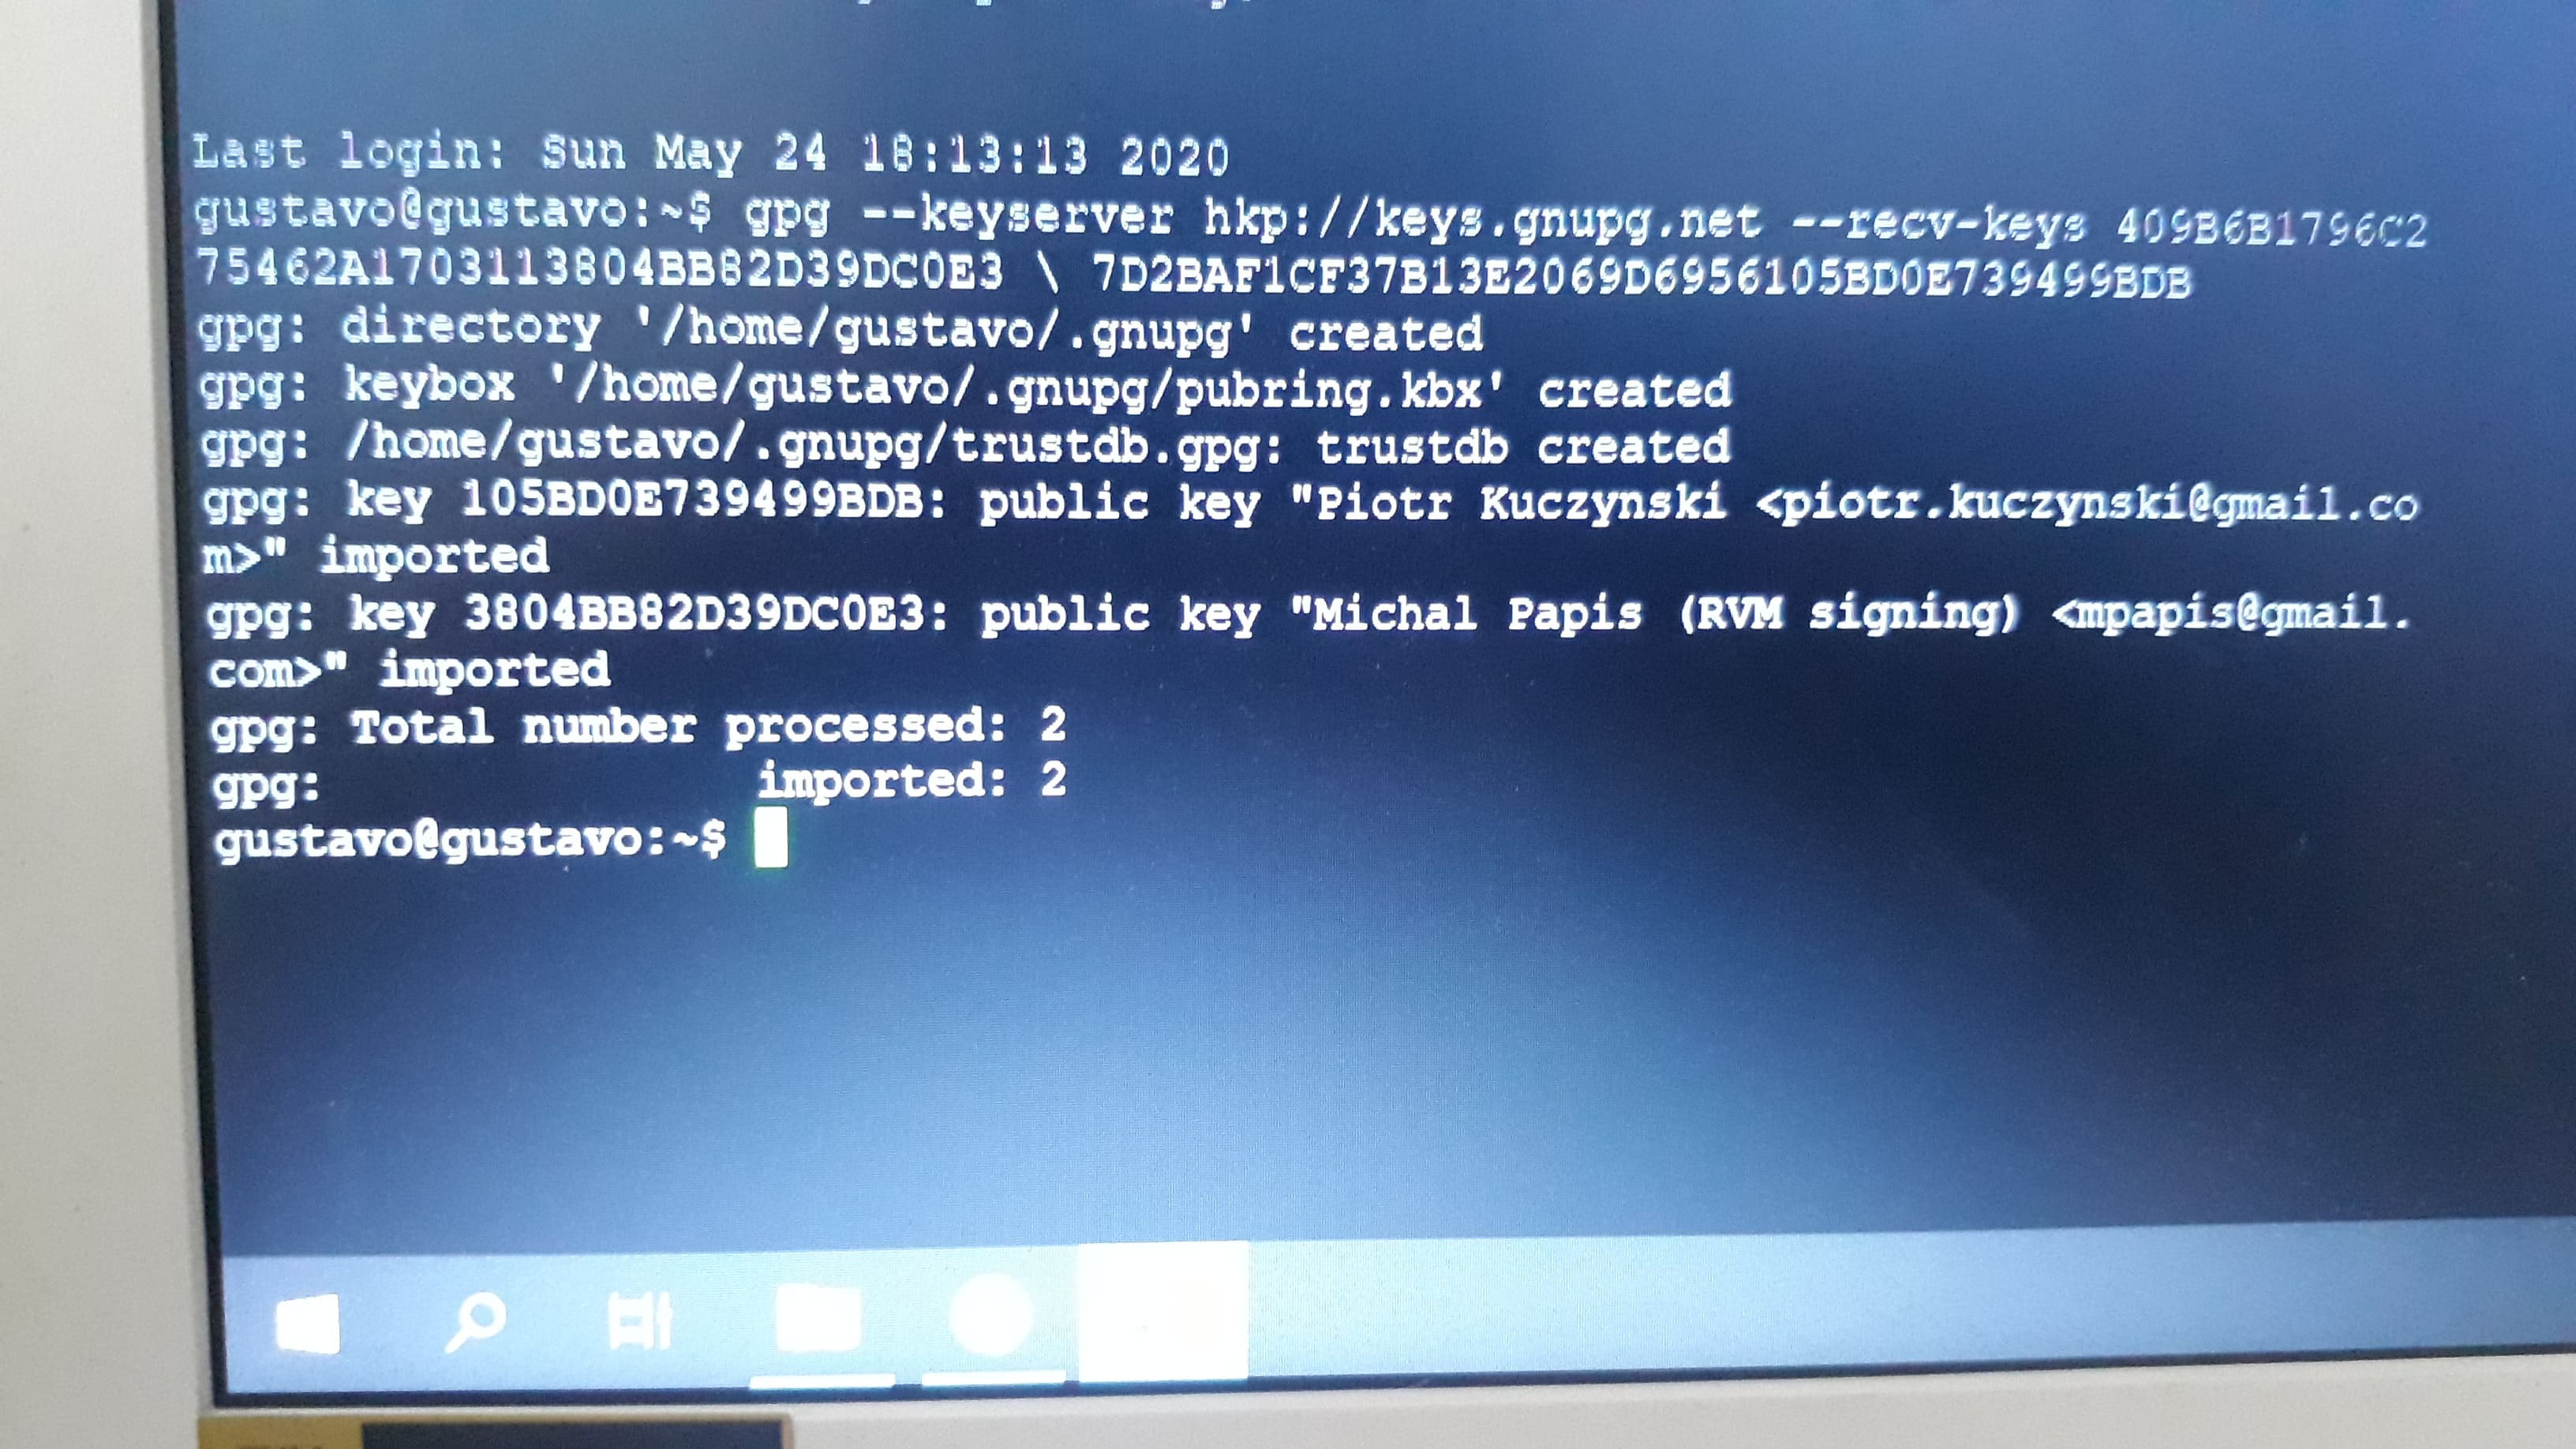 Last login: Sun May 24 18:13:13 2020
gustavo@gustavo:~$ gpg --keyserver hkp://keys.gnupg.net --recv-keys 409B6B1796C2
75462A1703113804BB82D39DC0E3 \ 7D2BAF1CF37B13E2069D6956105BD0E739499BDB
gpg: directory '/home/gustavo/.gnupg' created
gpg: keybox '/home/gustavo/.gnupg/pubring.kbx' created
gpg: /home/gustavo/.gnupg/trustdb.gpg: trustdb created
gpg: key 105BD0E739499BDB: public key "Piotr Kuczynski <piotr.kuczynski@gmail.co
m>" imported
gpg: key 3804BB82D39DC0E3: public key "Michal Papis (RVM signing) <mpapis@gmail.
com>" imported
gpg: Total number processed: 2
gpg:               imported: 2
gustavo@gustavo:~$